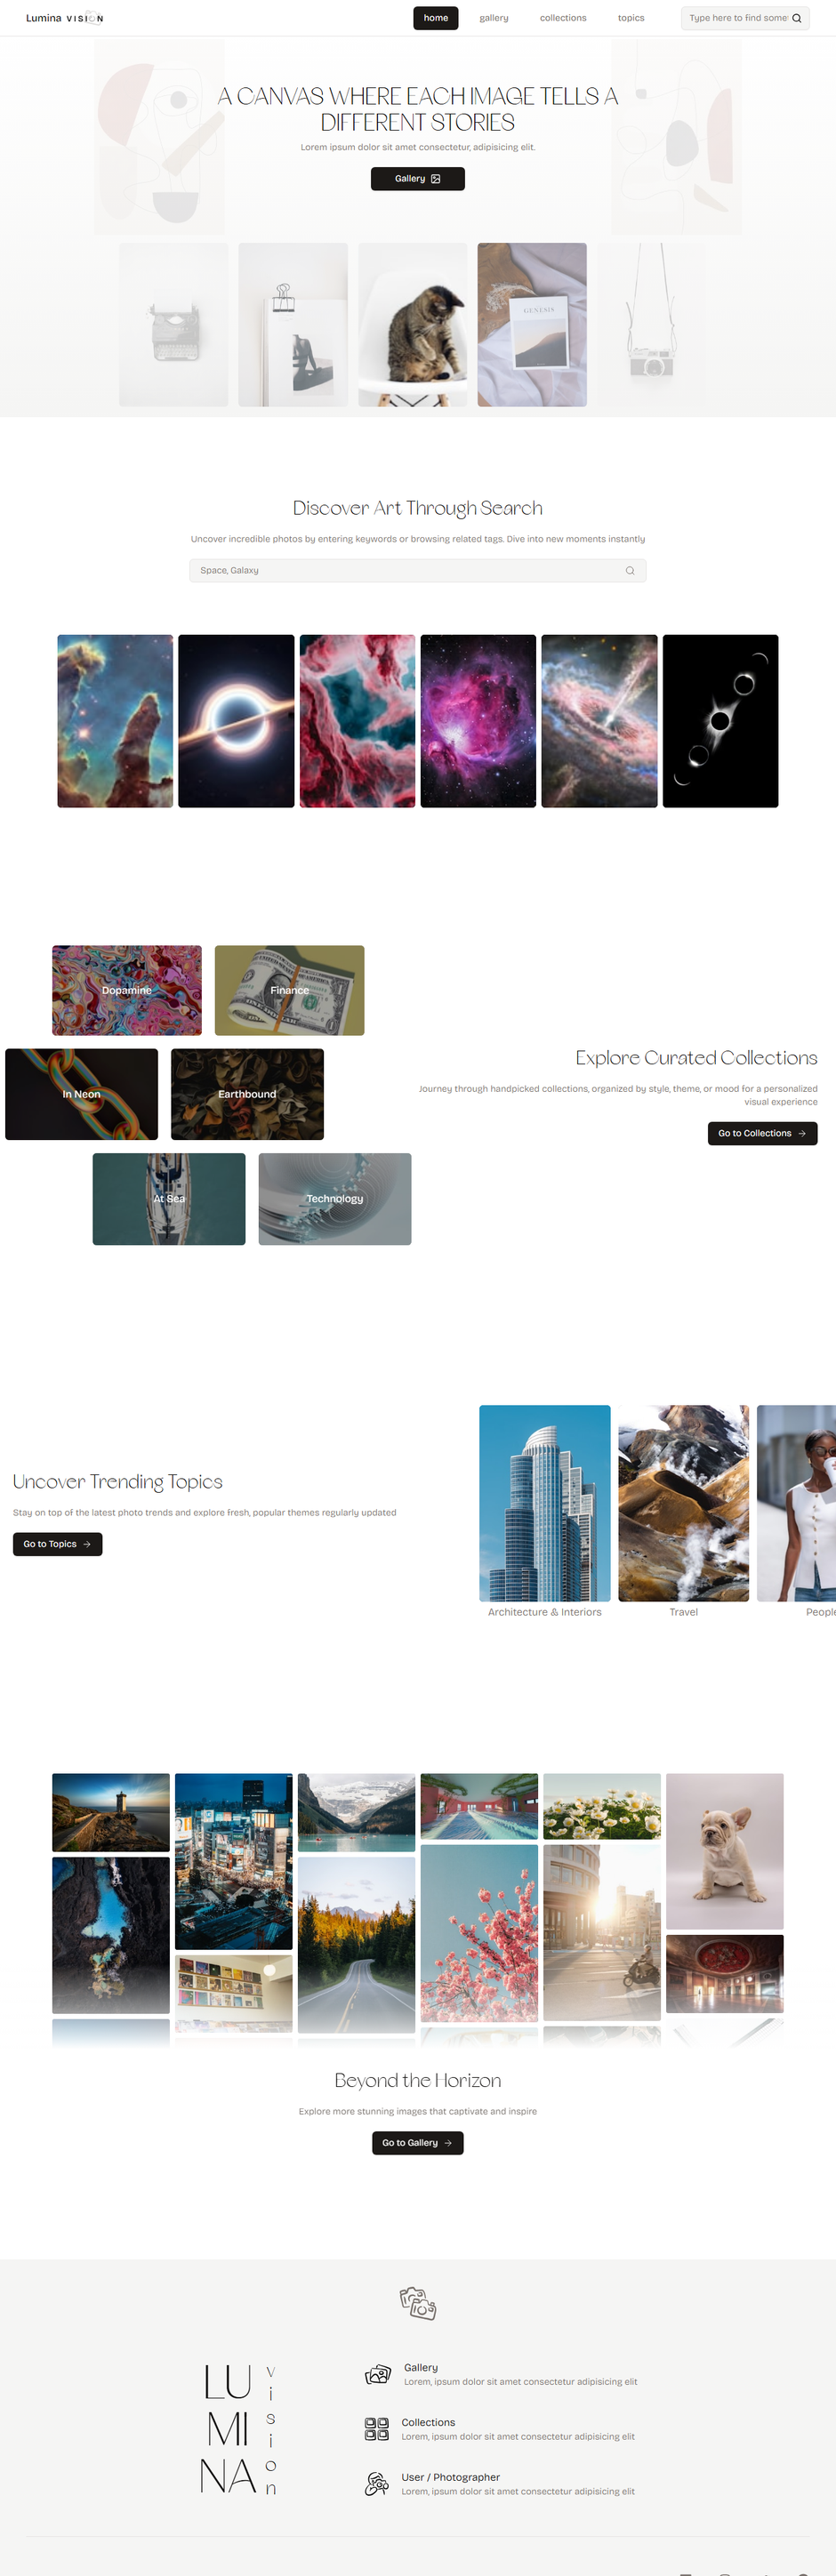 Lumina VISION
home
gallery
collections
topics
Type here to find some
A CANVAS WHERE EACH IMAGE TELLS A
DIFFERENT STORIES
Lorem ipsum dolor sit amet consectetur, adipisicing elit.
Gallery
GENESIS
Discover Art Through Search
Uncover incredible photos by entering keywords or browsing related tags. Dive into new moments instantly
Space, Galaxy
Dopamine
Finance
In Neon
Earthbound
At Sea
Technology
Explore Curated Collections
Journey through handpicked collections, organized by style, theme, or mood for a personalized
visual experience
Go to Collections
Uncover Trending Topics
Stay on top of the latest photo trends and explore fresh, popular themes regularly updated
Go to Topics
Architecture & Interiors
Travel
People
Beyond the Horizon
Explore more stunning images that captivate and inspire
Go to Gallery
LU
MI
NA
v
i
s
i
o
n
Gallery
Lorem, ipsum dolor sit amet consectetur adipisicing elit
Collections
Lorem, ipsum dolor sit amet consectetur adipisicing elit
User / Photographer
Lorem, ipsum dolor sit amet consectetur adipisicing elit